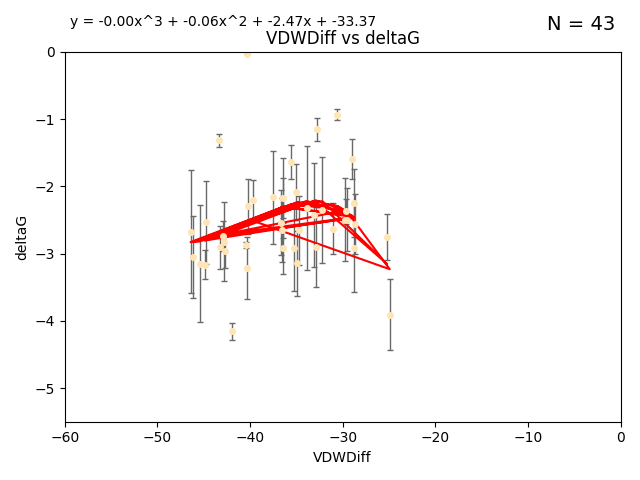 y = -0.00x^3 + -0.06x^2 + -2.47x + -33.37
N = 43
VDWDiff vs deltaG
0
−1
−2
−3
−4
−5
deltaG
−60
−50
−40
−30
−20
−10
0
VDWDiff